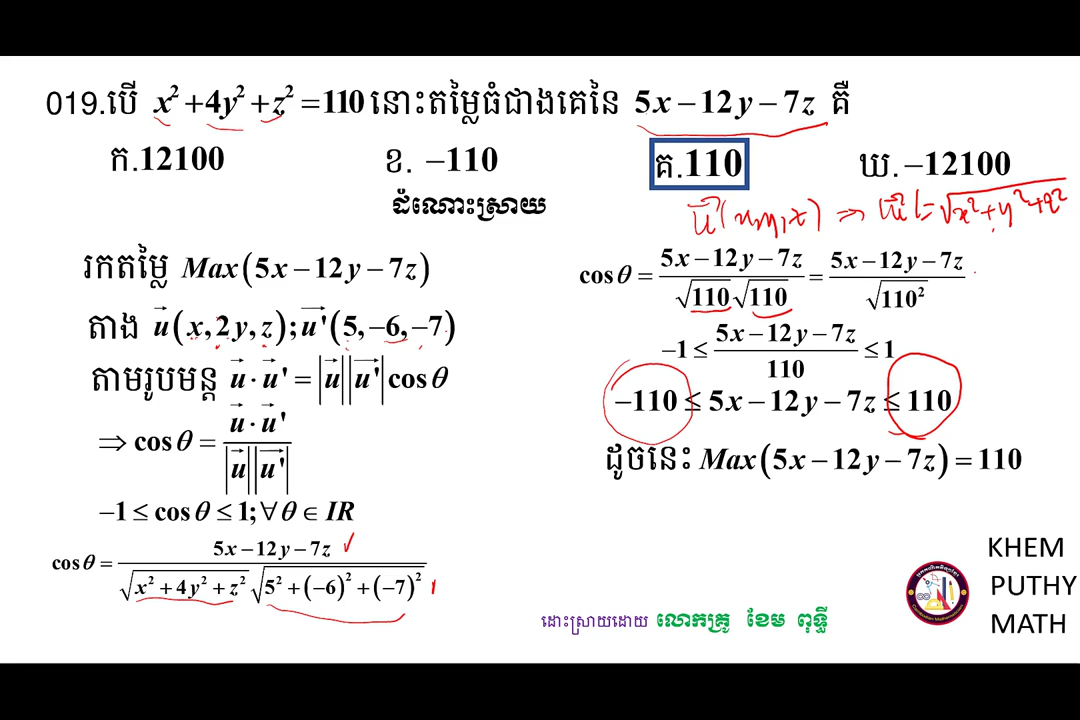 019.បើ x² + 4y² + z² = 110 នោះតម្លៃធំជាងគេនៃ 5x − 12y − 7z គឺ
ក.12100 ខ. −110 គ.110 ឃ.−12100
ដំណោះស្រាយ
រកតម្លៃ Max(5x − 12y − 7z)
តាង u⃗(x, 2y, z); u⃗'(5, −6, −7)
តាមរូបមន្ត u⃗ · u⃗' = |u⃗||u⃗'| cos θ
⇒ cos θ = (u⃗ · u⃗') / (|u⃗||u⃗'|)
−1 ≤ cos θ ≤ 1; ∀θ ∈ IR
cos θ = (5x − 12y − 7z) / (√(x² + 4y² + z²) √(5² + (−6)² + (−7)²))
⇒ |u⃗| = √(x² + y² + z²)
cos θ = (5x − 12y − 7z) / (√110 √110) = (5x − 12y − 7z) / √(110²)
−1 ≤ (5x − 12y − 7z) / 110 ≤ 1
−110 ≤ 5x − 12y − 7z ≤ 110
ដូចនេះ Max(5x − 12y − 7z) = 110
ដោះស្រាយដោយ លោកគ្រូ ខែម ពុទ្ធី
KHEM
PUTHY
MATH